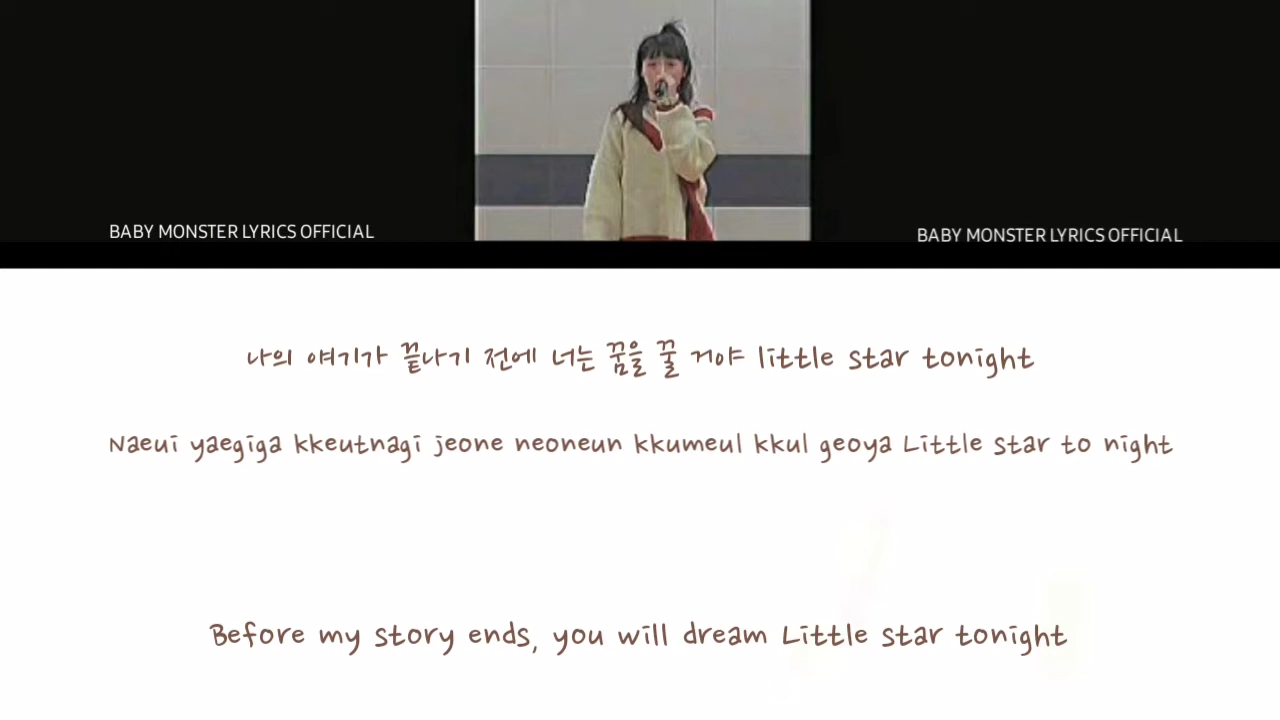 BABY MONSTER LYRICS OFFICIAL
BABY MONSTER LYRICS OFFICIAL
나의 얘기가 끝나기 전에 너는 꿈을 꿀 거야 little star tonight
Naeui yaegiga kkeutnagi jeone neoneun kkumeul kkul geoya Little star to night
Before my story ends, you will dream Little star tonight